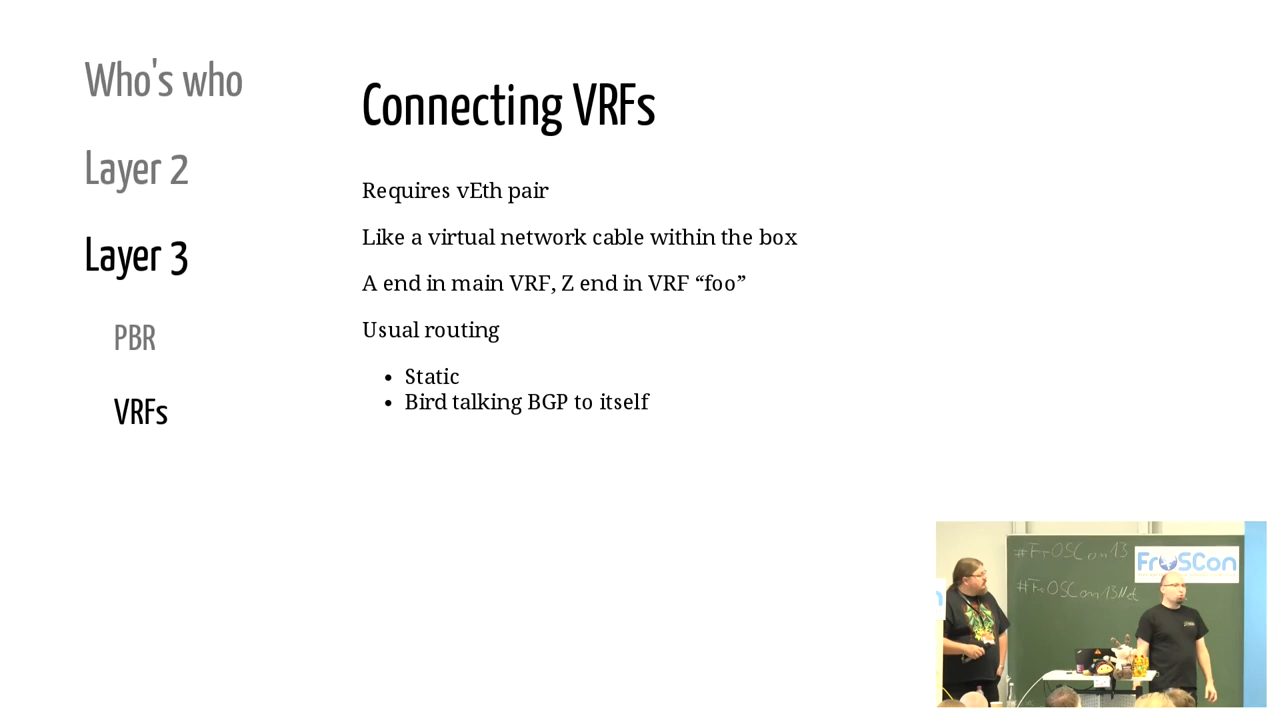 Who's who
Layer 2
Layer 3
PBR
VRFs
Connecting VRFs
Requires vEth pair
Like a virtual network cable within the box
A end in main VRF, Z end in VRF “foo”
Usual routing
• Static
• Bird talking BGP to itself
#FrOSCon13
FrOSCon
#FrOSCon13Net